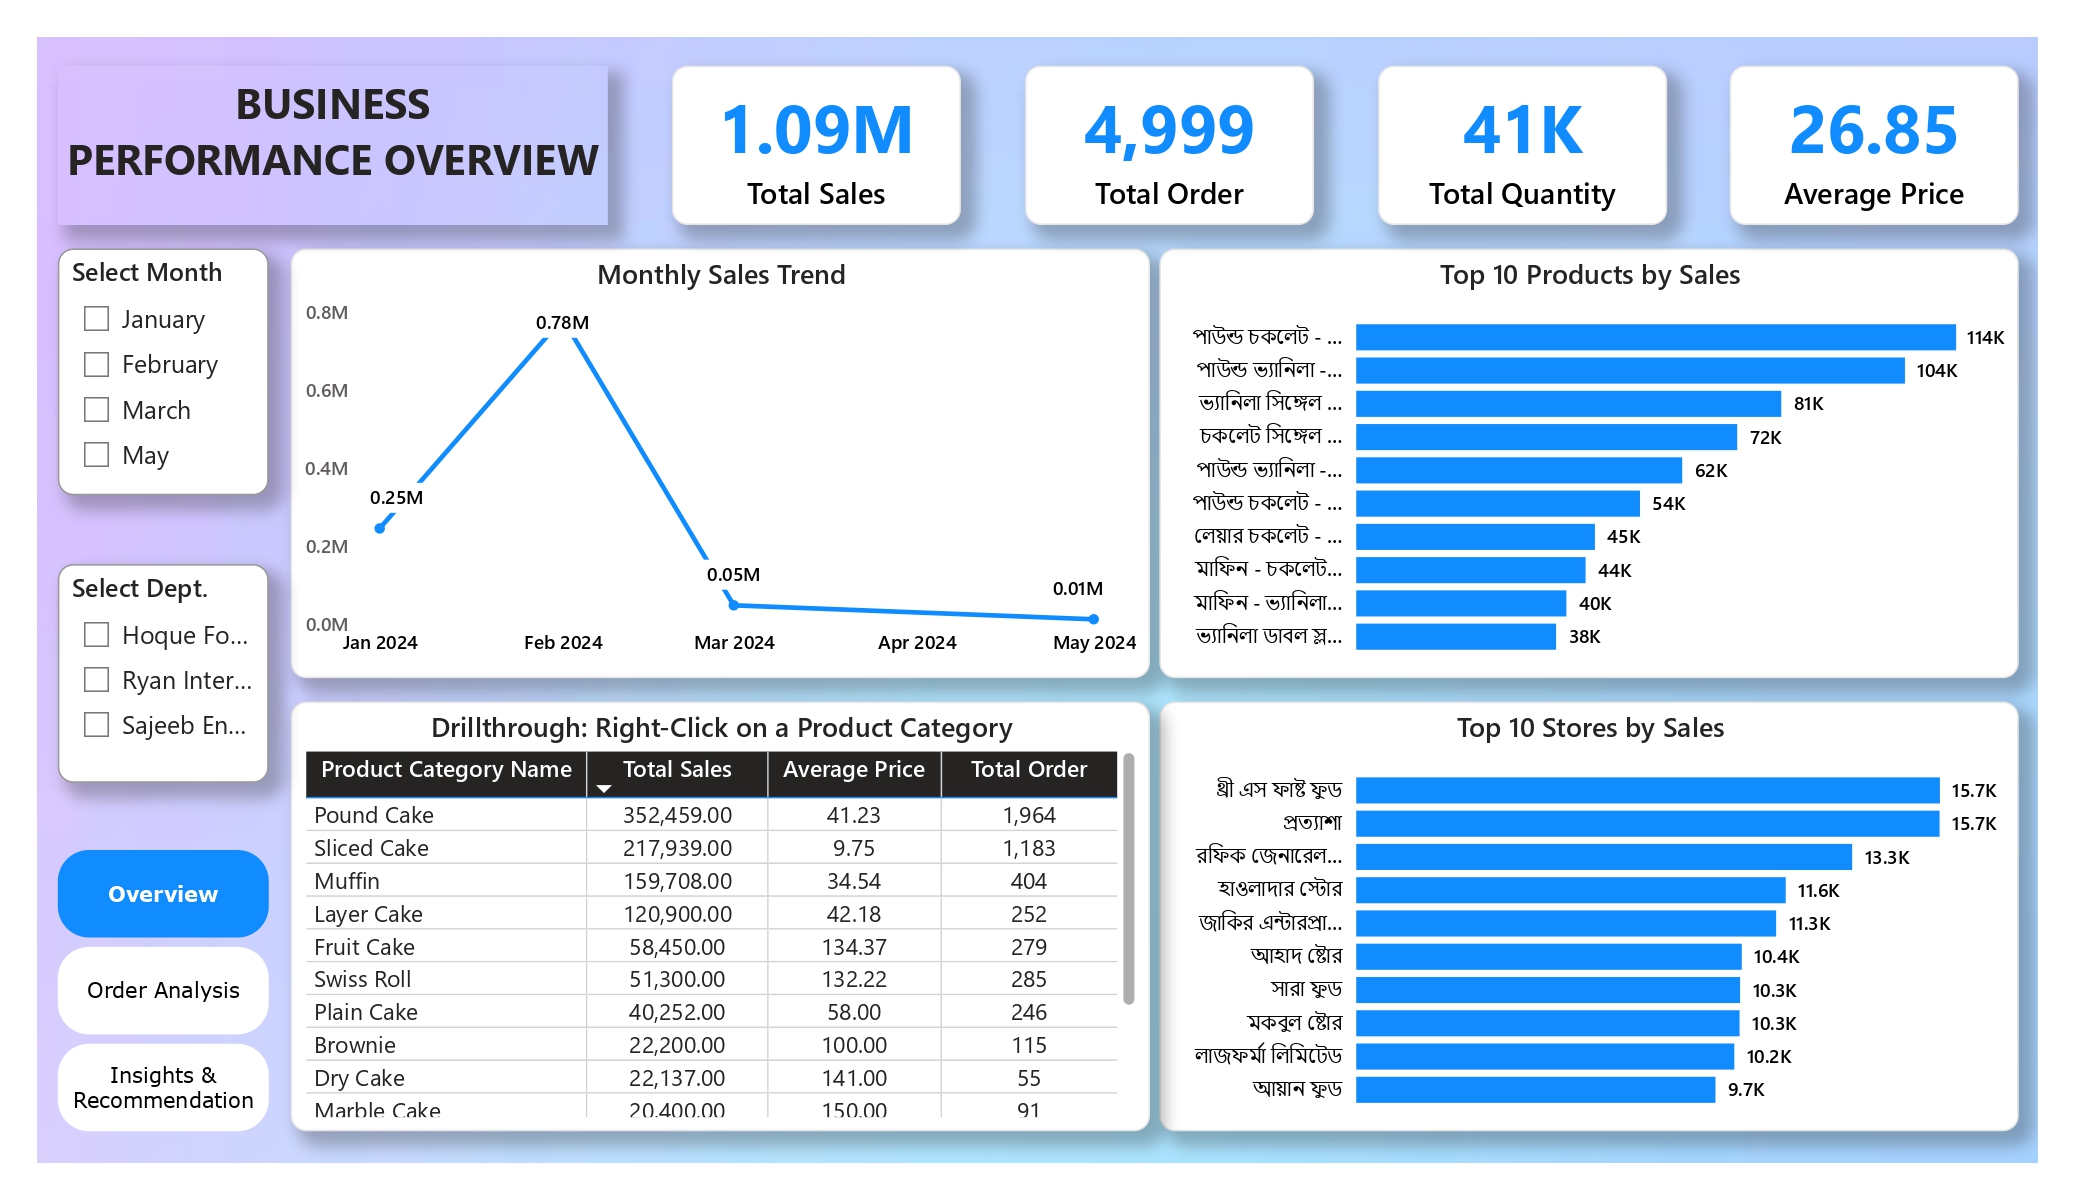 BUSINESS
PERFORMANCE OVERVIEW
1.09M
Total Sales
4,999
Total Order
41K
Total Quantity
26.85
Average Price
Select Month
January
February
March
May
Select Dept.
Hoque Fo...
Ryan Inter...
Sajeeb En...
Overview
Order Analysis
Insights &
Recommendation
Monthly Sales Trend
0.8M
0.6M
0.4M
0.2M
0.0M
0.78M
0.25M
0.05M
0.01M
Jan 2024 Feb 2024 Mar 2024 Apr 2024 May 2024
Top 10 Products by Sales
পাউন্ড চকলেট - ... 114K
পাউন্ড ভ্যানিলা -... 104K
ভ্যানিলা সিঙ্গেল ... 81K
চকলেট সিঙ্গেল ... 72K
পাউন্ড ভ্যানিলা -... 62K
পাউন্ড চকলেট - ... 54K
লেয়ার চকলেট - ... 45K
মাফিন - চকলেট... 44K
মাফিন - ভ্যানিলা... 40K
ভ্যানিলা ডাবল স্ল... 38K
Drillthrough: Right-Click on a Product Category
Product Category Name Total Sales Average Price Total Order
Pound Cake 352,459.00 41.23 1,964
Sliced Cake 217,939.00 9.75 1,183
Muffin 159,708.00 34.54 404
Layer Cake 120,900.00 42.18 252
Fruit Cake 58,450.00 134.37 279
Swiss Roll 51,300.00 132.22 285
Plain Cake 40,252.00 58.00 246
Brownie 22,200.00 100.00 115
Dry Cake 22,137.00 141.00 55
Marble Cake 20,400.00 150.00 91
Top 10 Stores by Sales
থ্রী এস ফাষ্ট ফুড 15.7K
প্রত্যাশা 15.7K
রফিক জেনারেল... 13.3K
হাওলাদার স্টোর 11.6K
জাকির এন্টারপ্রা... 11.3K
আহাদ ষ্টোর 10.4K
সারা ফুড 10.3K
মকবুল ষ্টোর 10.3K
লাজফর্মা লিমিটেড 10.2K
আয়ান ফুড 9.7K